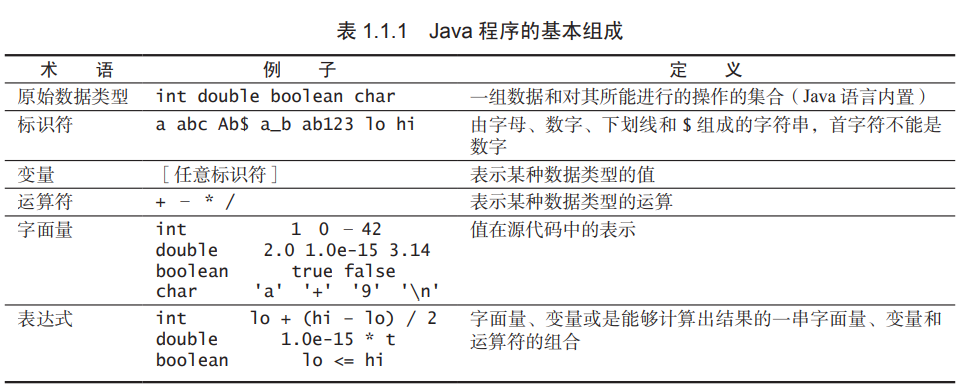 表 1.1.1 Java 程序的基本组成
术 语 例 子 定 义
原始数据类型 int double boolean char 一组数据和对其所能进行的操作的集合（Java 语言内置）
标识符 a abc Ab$ a_b ab123 lo hi 由字母、数字、下划线和 $ 组成的字符串，首字符不能是
数字
变量 ［任意标识符］ 表示某种数据类型的值
运算符 + – * / 表示某种数据类型的运算
字面量 int 1 0 – 42 值在源代码中的表示
double 2.0 1.0e-15 3.14
boolean true false
char 'a' '+' '9' '\n'
表达式 int lo + (hi – lo) / 2 字面量、变量或是能够计算出结果的一串字面量、变量和
double 1.0e-15 * t 运算符的组合
boolean lo <= hi